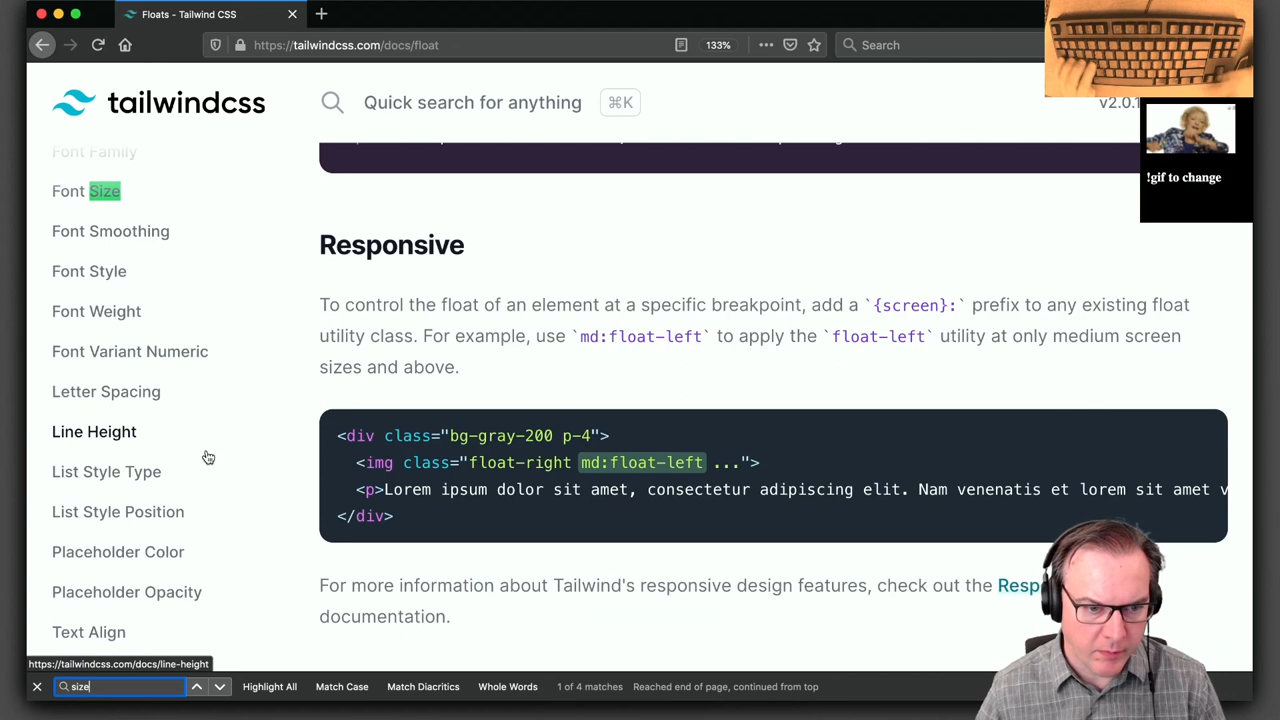 Floats - Tailwind CSS
https://tailwindcss.com/docs/float
133%
Search
tailwindcss
Quick search for anything
⌘K
v2.0.1
!gif to change
Font Family
Font Size
Font Smoothing
Font Style
Font Weight
Font Variant Numeric
Letter Spacing
Line Height
List Style Type
List Style Position
Placeholder Color
Placeholder Opacity
Text Align
Responsive
To control the float of an element at a specific breakpoint, add a `{screen}:` prefix to any existing float
utility class. For example, use `md:float-left` to apply the `float-left` utility at only medium screen
sizes and above.
<div class="bg-gray-200 p-4">
<img class="float-right md:float-left ...">
<p>Lorem ipsum dolor sit amet, consectetur adipiscing elit. Nam venenatis et lorem sit amet v
</div>
For more information about Tailwind's responsive design features, check out the Resp
documentation.
https://tailwindcss.com/docs/line-height
size
Highlight All
Match Case
Match Diacritics
Whole Words
1 of 4 matches
Reached end of page, continued from top